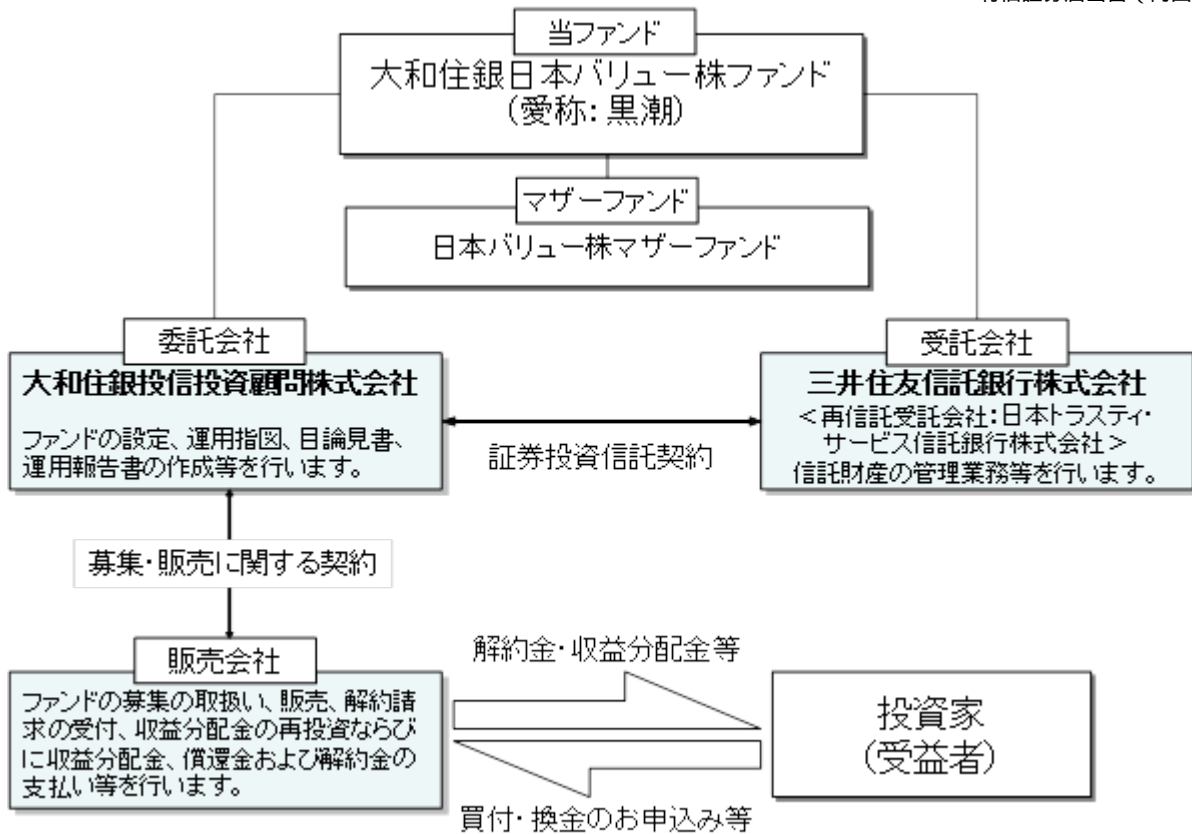 当ファンド
大和住銀日本バリュー株ファンド
(愛称: 黒潮)
マザーファンド
日本バリュー株マザーファンド
委託会社
大和住銀投信投資顧問株式会社
ファンドの設定、運用指図、目論見書、
運用報告書の作成等を行います。
受託会社
三井住友信託銀行株式会社
<再信託受託会社:日本トラスティ・
サービス信託銀行株式会社>
信託財産の管理業務等を行います。
証券投資信託契約
募集・販売に関する契約
販売会社
ファンドの募集の取扱い、販売、解約請
求の受付、収益分配金の再投資ならび
に収益分配金、償還金および解約金の
支払い等を行います。
解約金・収益分配金等
買付・換金のお申込み等
投資家
(受益者)